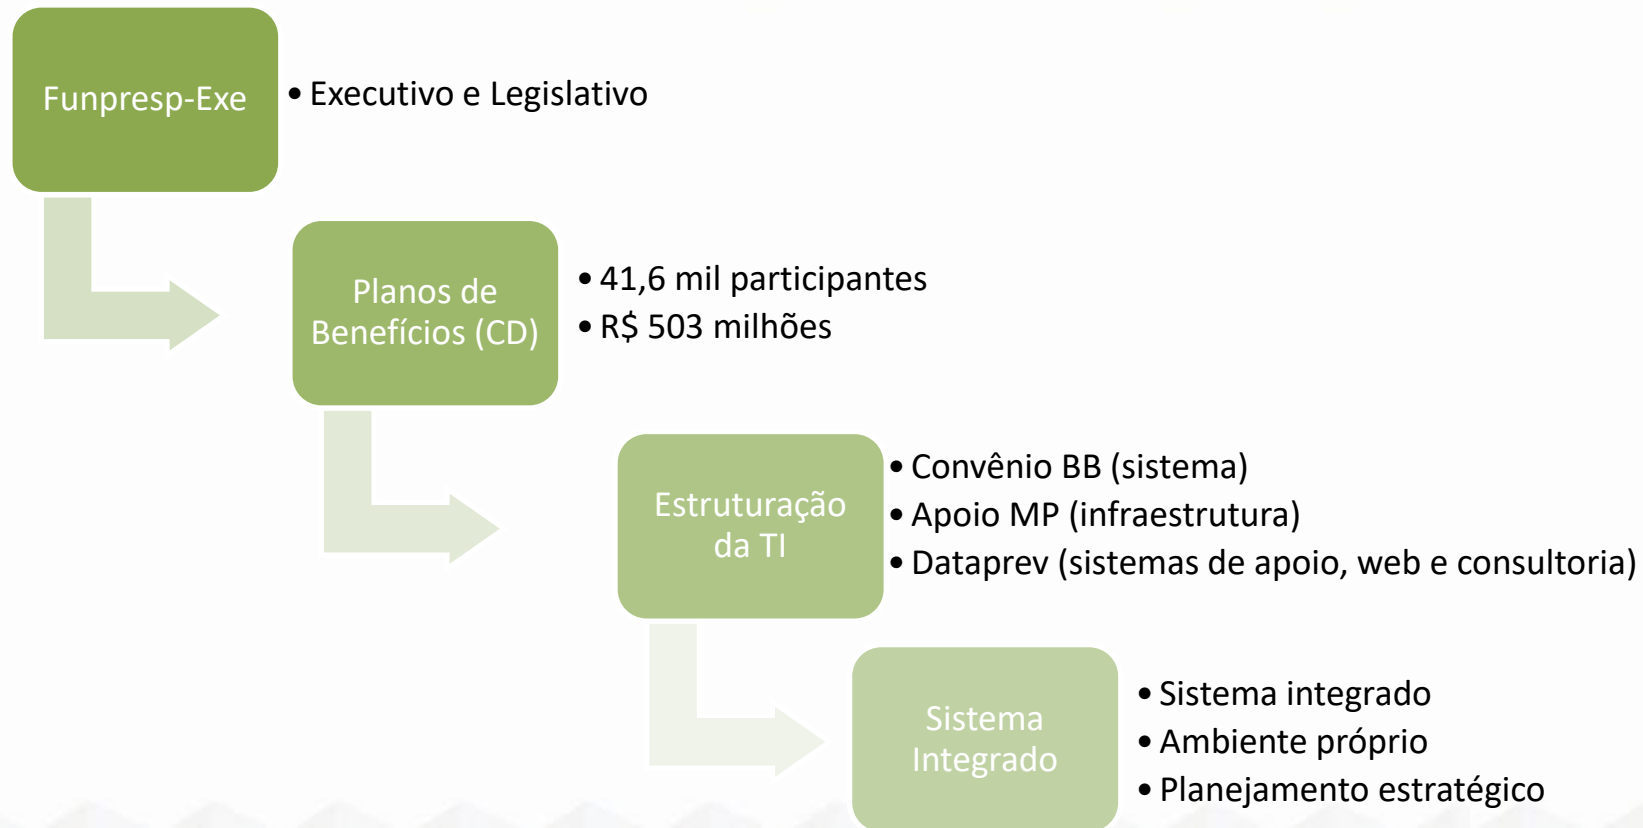 Funpresp-Exe
• Executivo e Legislativo
Planos de
Benefícios (CD)
• 41,6 mil participantes
• R$ 503 milhões
Estruturação
da TI
• Convênio BB (sistema)
• Apoio MP (infraestrutura)
• Dataprev (sistemas de apoio, web e consultoria)
Sistema
Integrado
• Sistema integrado
• Ambiente próprio
• Planejamento estratégico